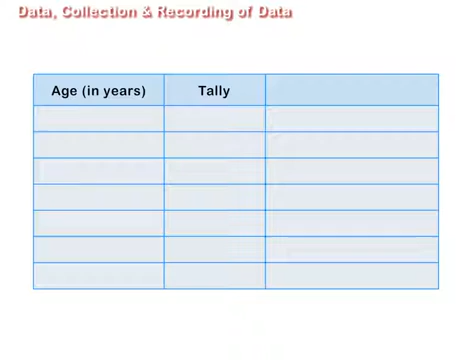 Data, Collection & Recording of Data
Age (in years) Tally